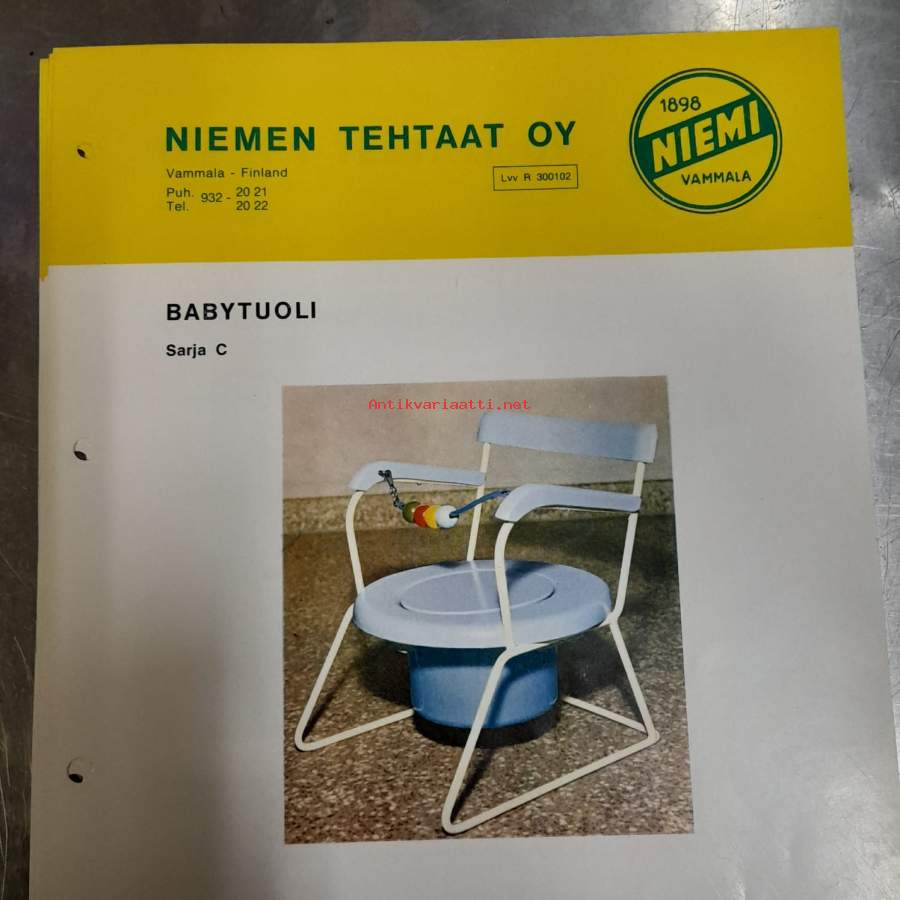 NIEMEN TEHTAAT OY
Vammala - Finland
Puh. 932 - 20 21
Tel. 20 22
Lvv R 300102
1898
NIEMI
VAMMALA
BABYTUOLI
Sarja C
Antikvariaatti.net